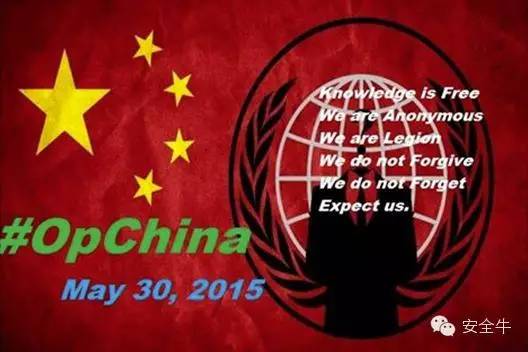 Knowledge is Free
We are Anonymous
We are Legion
We do not Forgive
We do not Forget
Expect us.
#OpChina
May 30, 2015
安全牛